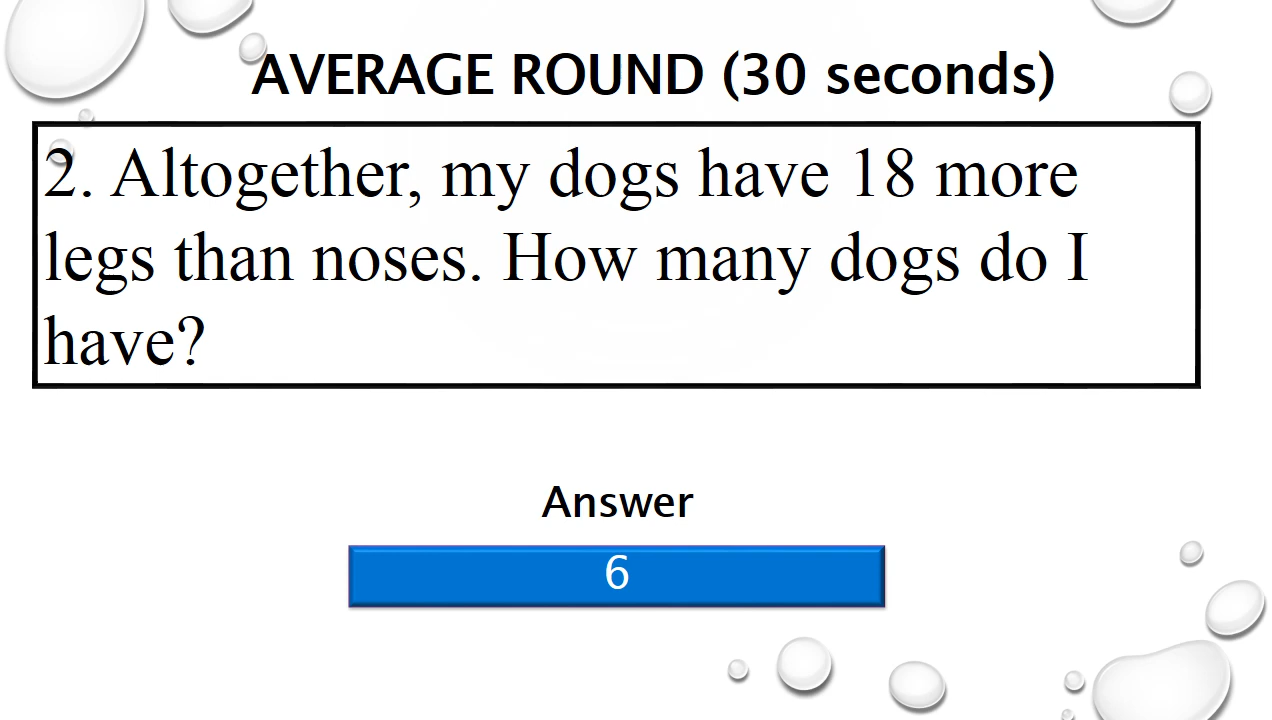 AVERAGE ROUND (30 seconds)
2. Altogether, my dogs have 18 more
legs than noses. How many dogs do I
have?
Answer
6